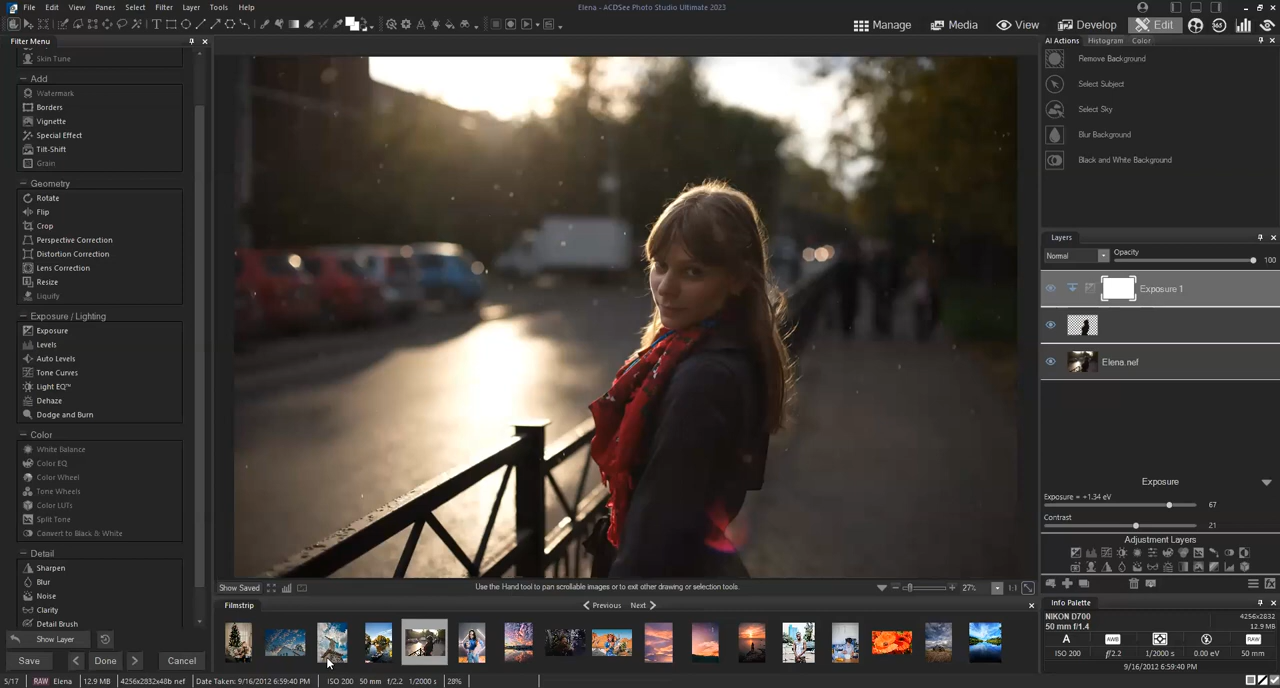 File Edit View Panes Select Filter Layer Tools Help
Elena - ACDSee Photo Studio Ultimate 2023
Manage Media View Develop Edit 365
Filter Menu
Skin Tune
Add
Watermark
Borders
Vignette
Special Effect
Tilt-Shift
Grain
Geometry
Rotate
Flip
Crop
Perspective Correction
Distortion Correction
Lens Correction
Resize
Liquify
Exposure / Lighting
Exposure
Levels
Auto Levels
Tone Curves
Light EQ™
Dehaze
Dodge and Burn
Color
White Balance
Color EQ
Color Wheel
Tone Wheels
Color LUTs
Split Tone
Convert to Black & White
Detail
Sharpen
Blur
Noise
Clarity
Detail Brush
Show Layer
Save Done Cancel
Show Saved
Use the Hand tool to pan scrollable images or to exit other drawing or selection tools.
27% 1:1
Filmstrip
Previous Next
AI Actions Histogram Color
Remove Background
Select Subject
Select Sky
Blur Background
Black and White Background
Layers
Normal
Opacity
100
Exposure 1
Elena.nef
Exposure
Exposure = +1.34 eV
67
Contrast
21
Adjustment Layers
Info Palette
NIKON D700
50 mm f/1.4
4256x2832
12.9 MB
A AWB RAW
ISO 200 f/2.2 1/2000 s 0.00 eV 50 mm
9/16/2012 6:59:40 PM
5/17 RAW Elena 12.9 MB 4256x2832x48b nef Date Taken: 9/16/2012 6:59:40 PM ISO 200 50 mm f/2.2 1/2000 s 28%